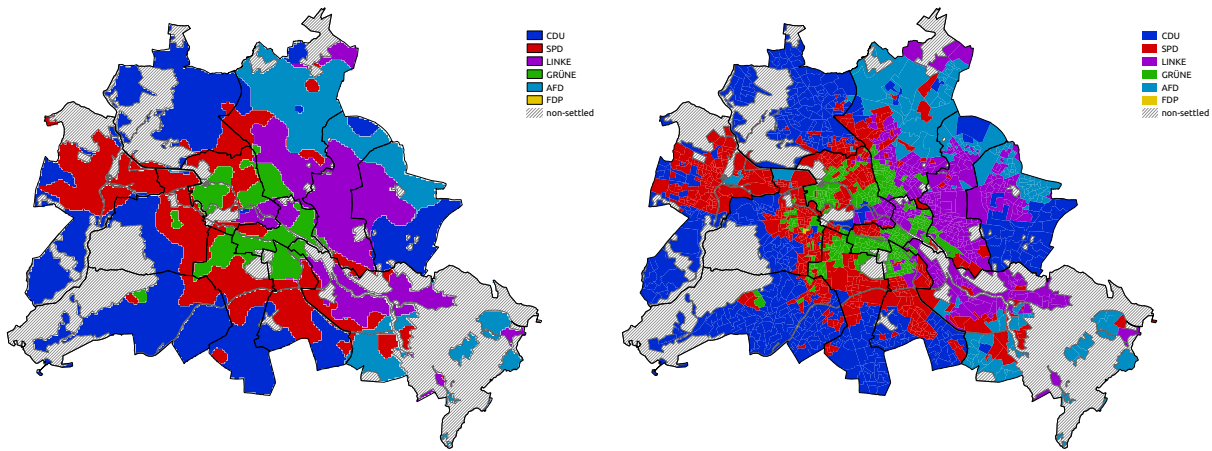 CDU
SPD
LINKE
GRÜNE
AFD
FDP
non-settled
CDU
SPD
LINKE
GRÜNE
AFD
FDP
non-settled